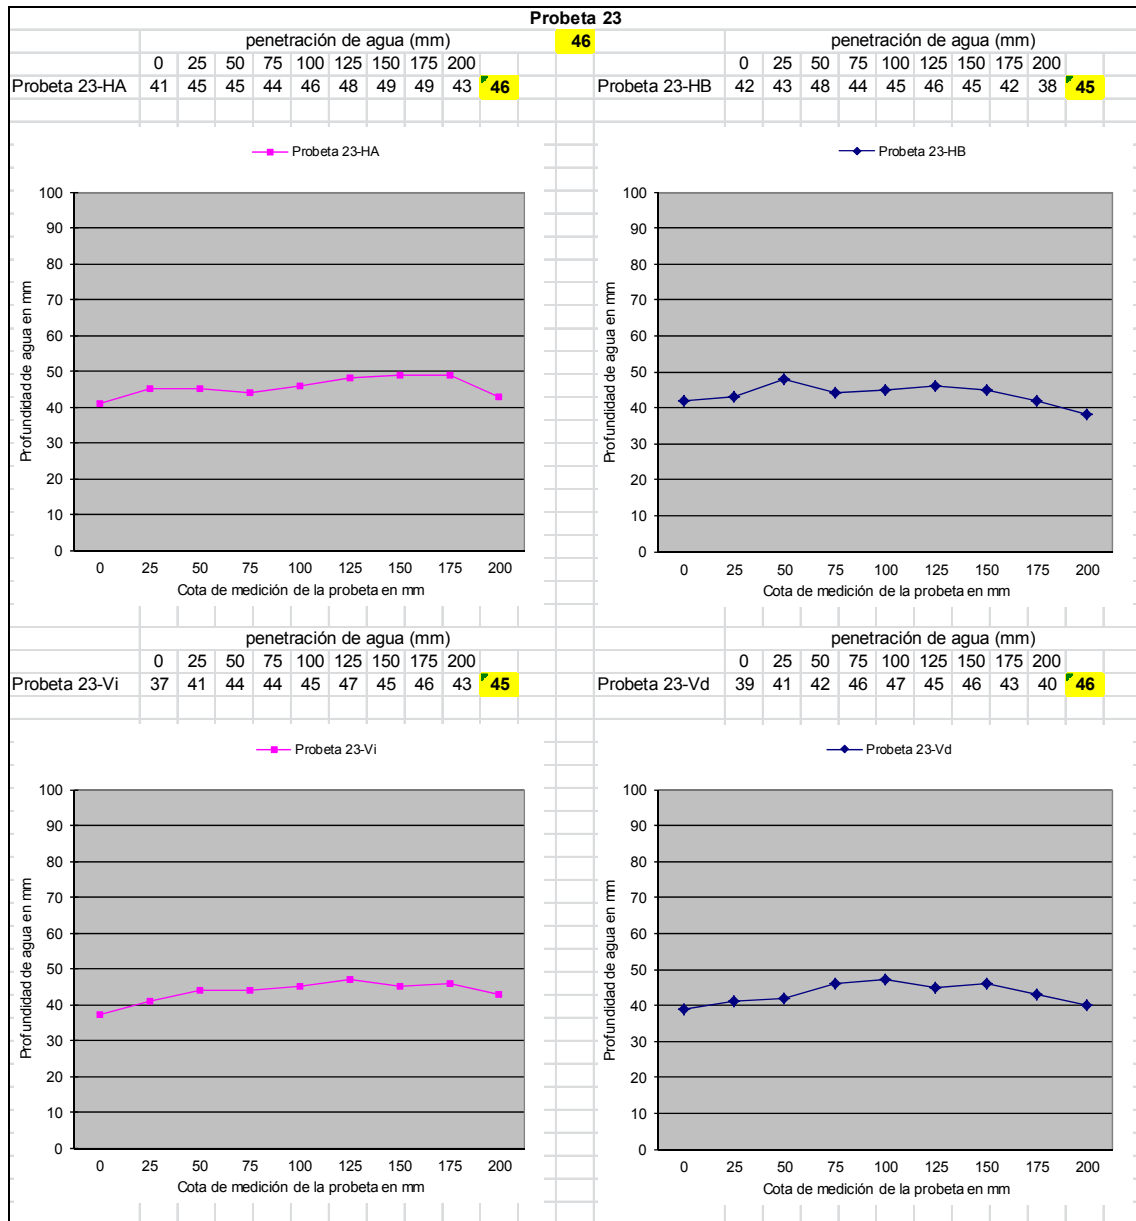 Probeta 23
penetración de agua (mm) 46 penetración de agua (mm)
0 25 50 75 100 125 150 175 200 0 25 50 75 100 125 150 175 200
Probeta 23-HA 41 45 45 44 46 48 49 49 43 46 Probeta 23-HB 42 43 48 44 45 46 45 42 38 45
Probeta 23-HA
100
90
80
70
60
50
40
30
20
10
0
Profundidad de agua en mm
0 25 50 75 100 125 150 175 200
Cota de medición de la probeta en mm
Probeta 23-HB
100
90
80
70
60
50
40
30
20
10
0
Profundidad de agua en mm
0 25 50 75 100 125 150 175 200
Cota de medición de la probeta en mm
penetración de agua (mm) penetración de agua (mm)
0 25 50 75 100 125 150 175 200 0 25 50 75 100 125 150 175 200
Probeta 23-Vi 37 41 44 44 45 47 45 46 43 45 Probeta 23-Vd 39 41 42 46 47 45 46 43 40 46
Probeta 23-Vi
100
90
80
70
60
50
40
30
20
10
0
Profundidad de agua en mm
0 25 50 75 100 125 150 175 200
Cota de medición de la probeta en mm
Probeta 23-Vd
100
90
80
70
60
50
40
30
20
10
0
Profundidad de agua en mm
0 25 50 75 100 125 150 175 200
Cota de medición de la probeta en mm